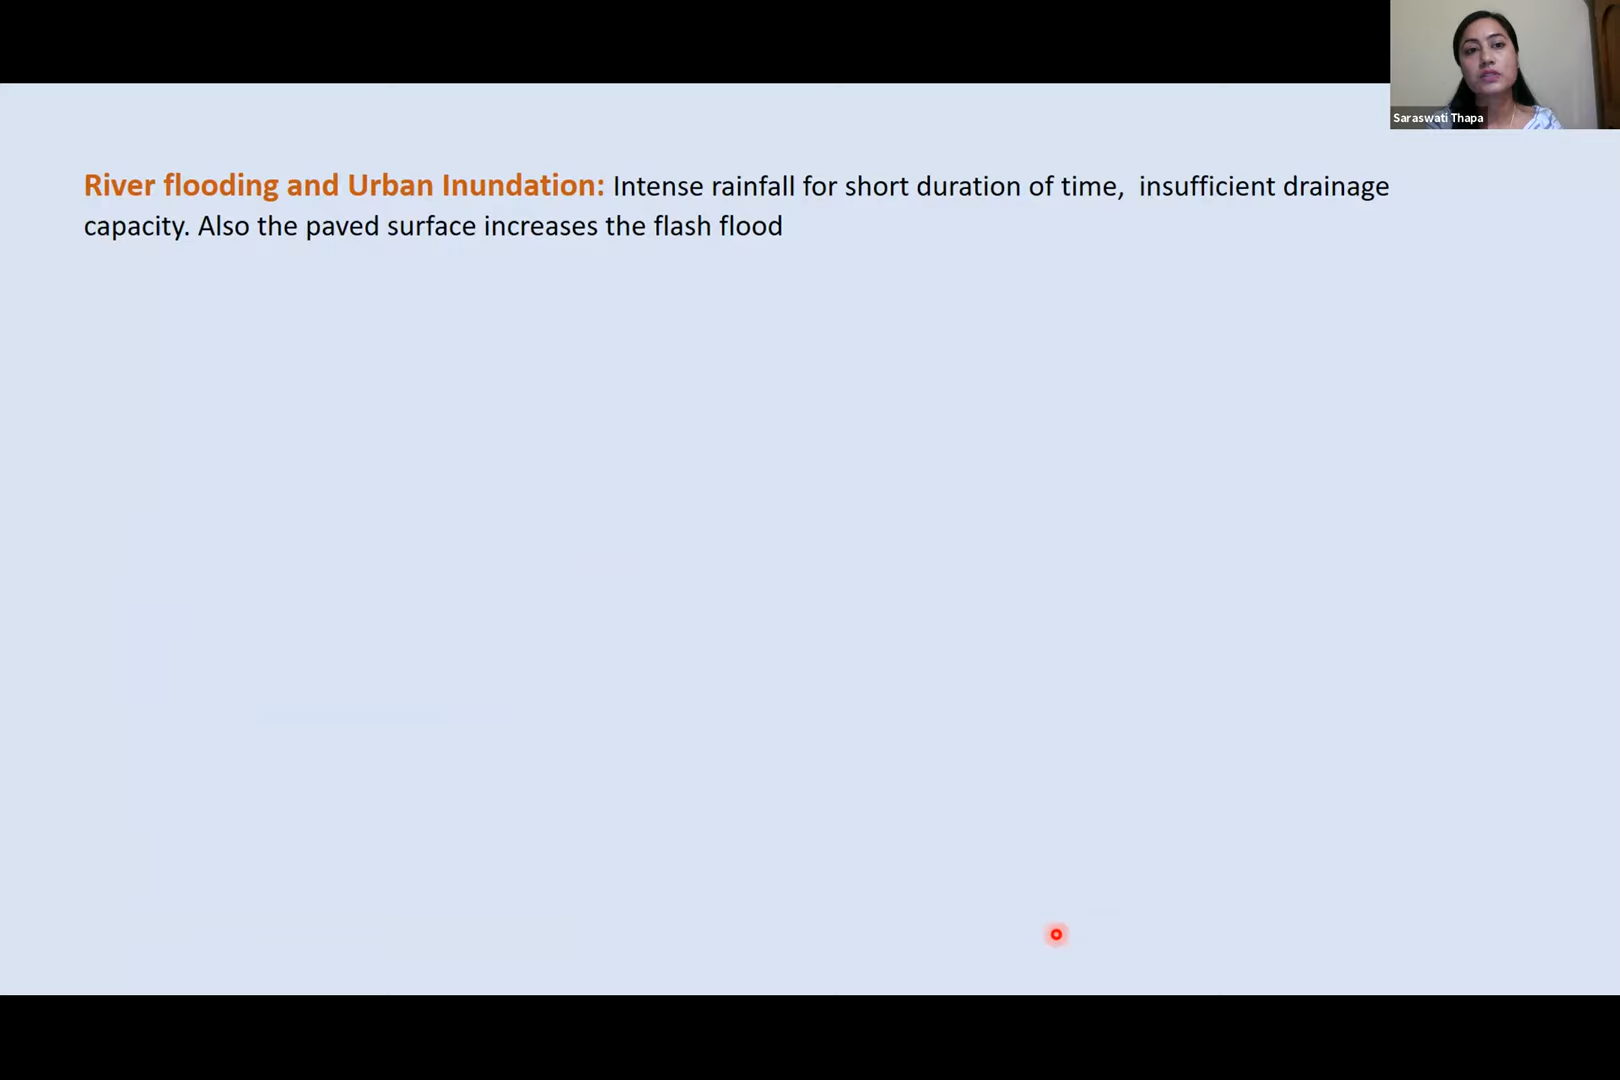 Saraswati Thapa
River flooding and Urban Inundation: Intense rainfall for short duration of time,  insufficient drainage
capacity. Also the paved surface increases the flash flood